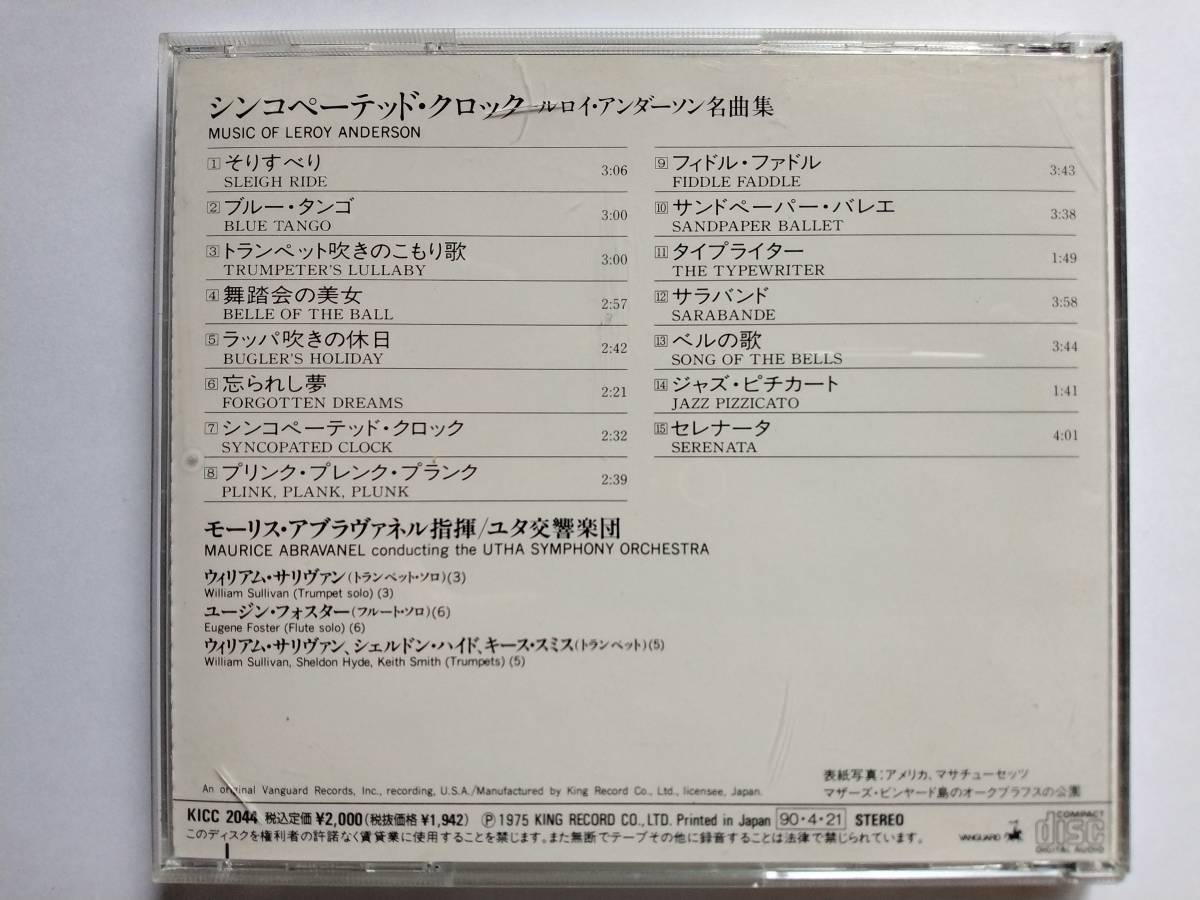 シンコペーテッド・クロック―ルロイ・アンダーソン名曲集
MUSIC OF LEROY ANDERSON
1 そりすべり 3:06
SLEIGH RIDE
2 ブルー・タンゴ 3:00
BLUE TANGO
3 トランペット吹きのこもり歌 3:00
TRUMPETER'S LULLABY
4 舞踏会の美女 2:57
BELLE OF THE BALL
5 ラッパ吹きの休日 2:42
BUGLER'S HOLIDAY
6 忘られし夢 2:21
FORGOTTEN DREAMS
7 シンコペーテッド・クロック 2:32
SYNCOPATED CLOCK
8 プリンク・プレンク・プランク 2:39
PLINK, PLANK, PLUNK
9 フィドル・ファドル 3:43
FIDDLE FADDLE
10 サンドペーパー・バレエ 3:38
SANDPAPER BALLET
11 タイプライター 1:49
THE TYPEWRITER
12 サラバンド 3:58
SARABANDE
13 ベルの歌 3:44
SONG OF THE BELLS
14 ジャズ・ピチカート 1:41
JAZZ PIZZICATO
15 セレナータ 4:01
SERENATA
モーリス・アブラヴァネル指揮/ユタ交響楽団
MAURICE ABRAVANEL conducting the UTHA SYMPHONY ORCHESTRA
ウィリアム・サリヴァン(トランペット・ソロ)(3)
William Sullivan (Trumpet solo) (3)
ユージン・フォスター(フルート・ソロ)(6)
Eugene Foster (Flute solo) (6)
ウィリアム・サリヴァン、シェルドン・ハイド、キース・スミス(トランペット)(5)
William Sullivan, Sheldon Hyde, Keith Smith (Trumpets) (5)
表紙写真:アメリカ、マサチューセッツ
マザーズ・ビンヤード島のオークブラフスの公園
An original Vanguard Records, Inc., recording, U.S.A./Manufactured by King Record Co., Ltd., licensee, Japan.
KICC 2044 税込定価 ¥2,000(税抜価格¥1,942) Ⓟ 1975 KING RECORD CO., LTD. Printed in Japan 90・4・21 STEREO
このディスクを権利者の許諾なく賃貸業に使用することを禁じます。また無断でテープその他に録音することは法律で禁じられています。
VANGUARD
COMPACT disc DIGITAL AUDIO